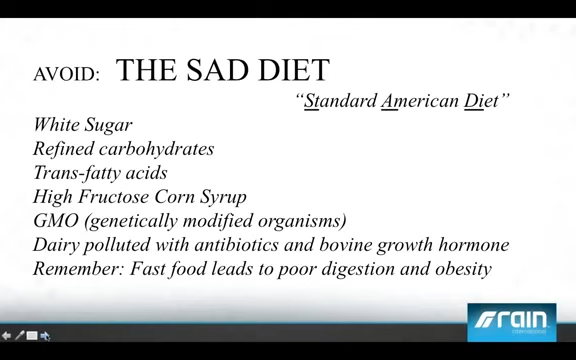 AVOID: THE SAD DIET
“Standard American Diet”
White Sugar
Refined carbohydrates
Trans-fatty acids
High Fructose Corn Syrup
GMO (genetically modified organisms)
Dairy polluted with antibiotics and bovine growth hormone
Remember: Fast food leads to poor digestion and obesity
rain
international